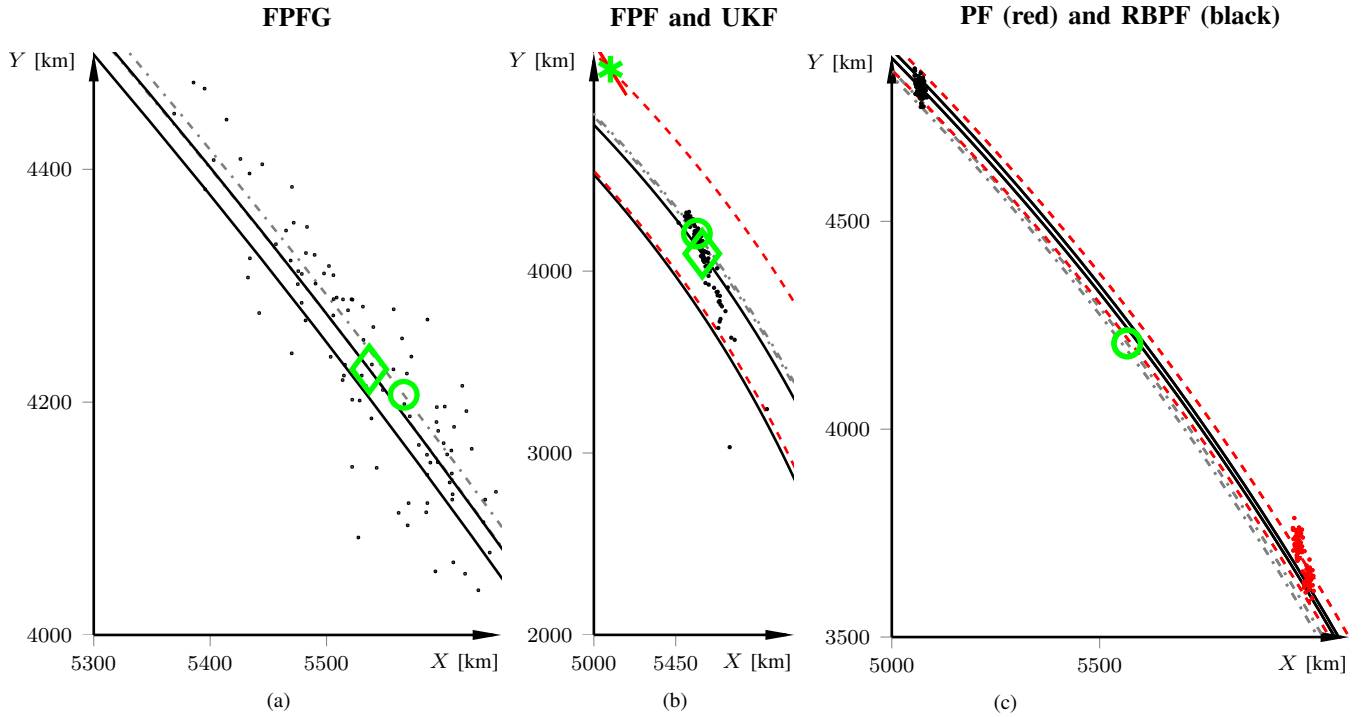 FPFG
FPF and UKF
PF (red) and RBPF (black)
Y [km]
4400
4200
4000
5300
5400
5500
X [km]
(a)
Y [km]
4000
3000
2000
5000
5450
X [km]
(b)
Y [km]
4500
4000
3500
5000
5500
X [km]
(c)